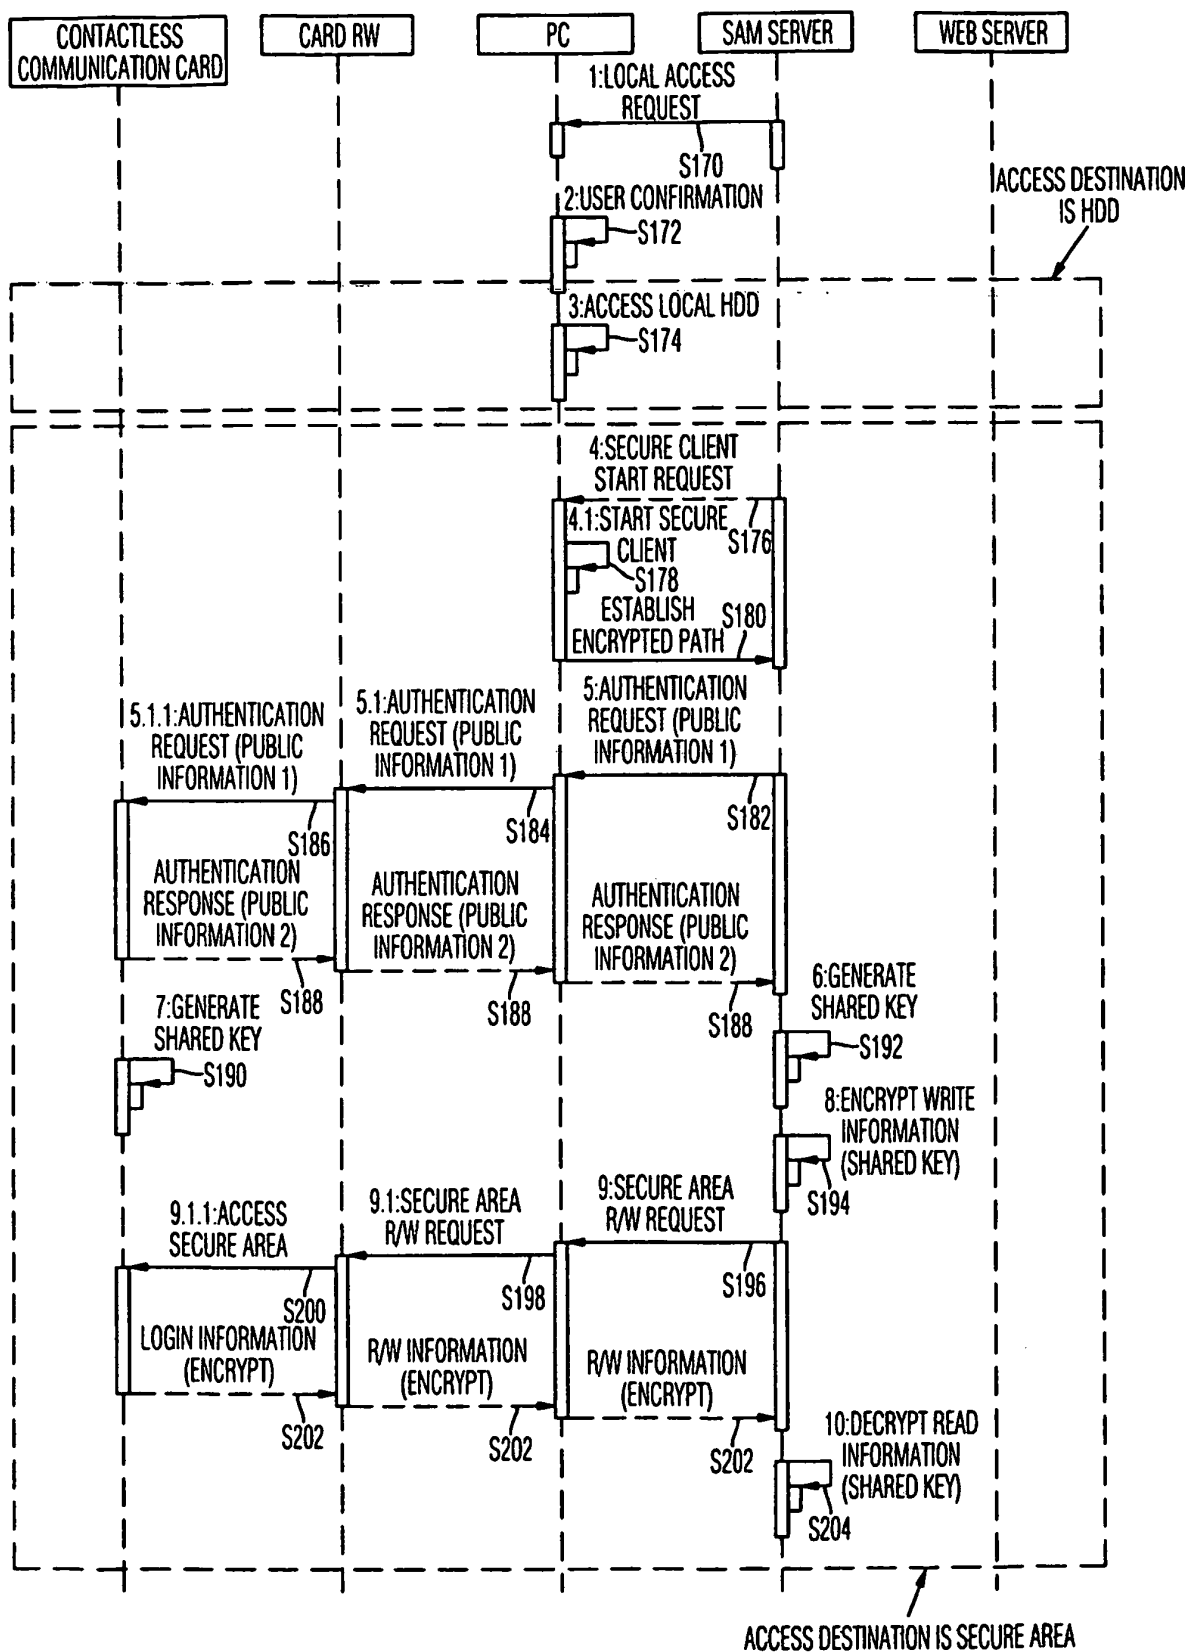 CONTACTLESS
COMMUNICATION CARD
CARD RW
PC
SAM SERVER
WEB SERVER
1:LOCAL ACCESS
REQUEST
S170
2:USER CONFIRMATION
S172
ACCESS DESTINATION
IS HDD
3:ACCESS LOCAL HDD
S174
4:SECURE CLIENT
START REQUEST
S176
4.1:START SECURE
CLIENT
S178
ESTABLISH
ENCRYPTED PATH
S180
5:AUTHENTICATION
REQUEST (PUBLIC
INFORMATION 1)
S182
5.1:AUTHENTICATION
REQUEST (PUBLIC
INFORMATION 1)
S184
5.1.1:AUTHENTICATION
REQUEST (PUBLIC
INFORMATION 1)
S186
AUTHENTICATION
RESPONSE (PUBLIC
INFORMATION 2)
S188
AUTHENTICATION
RESPONSE (PUBLIC
INFORMATION 2)
S188
AUTHENTICATION
RESPONSE (PUBLIC
INFORMATION 2)
S188
6:GENERATE
SHARED KEY
S192
7:GENERATE
SHARED KEY
S190
8:ENCRYPT WRITE
INFORMATION
(SHARED KEY)
S194
9:SECURE AREA
R/W REQUEST
S196
9.1:SECURE AREA
R/W REQUEST
S198
9.1.1:ACCESS
SECURE AREA
S200
LOGIN INFORMATION
(ENCRYPT)
S202
R/W INFORMATION
(ENCRYPT)
S202
R/W INFORMATION
(ENCRYPT)
S202
10:DECRYPT READ
INFORMATION
(SHARED KEY)
S204
ACCESS DESTINATION IS SECURE AREA